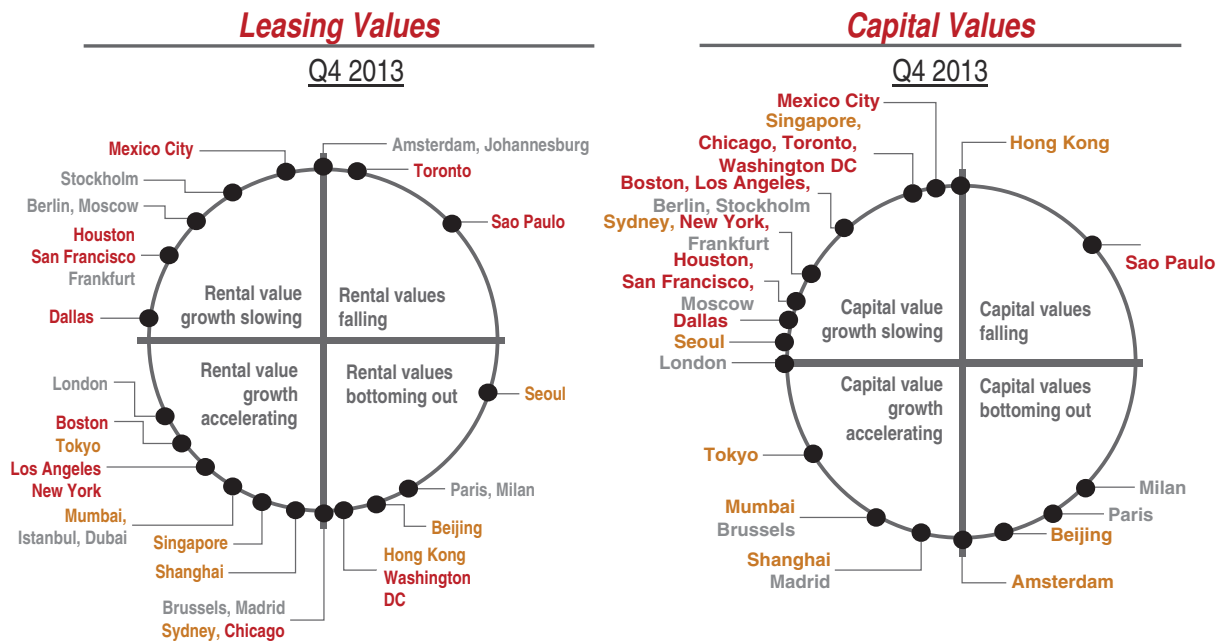 Leasing Values
Q4 2013
Amsterdam, Johannesburg
Mexico City
Toronto
Stockholm
Berlin, Moscow
Sao Paulo
Houston
San Francisco
Frankfurt
Dallas
Rental value
growth slowing
Rental values
falling
Rental value
growth
accelerating
Rental values
bottoming out
London
Seoul
Boston
Tokyo
Los Angeles
New York
Mumbai,
Istanbul, Dubai
Singapore
Shanghai
Paris, Milan
Beijing
Hong Kong
Washington
DC
Brussels, Madrid
Sydney, Chicago
Capital Values
Q4 2013
Mexico City
Singapore,
Chicago, Toronto,
Washington DC
Hong Kong
Boston, Los Angeles,
Berlin, Stockholm
Sydney, New York,
Frankfurt
Houston,
San Francisco,
Moscow
Dallas
Seoul
London
Sao Paulo
Capital value
growth slowing
Capital values
falling
Capital value
growth
accelerating
Capital values
bottoming out
Tokyo
Mumbai
Brussels
Shanghai
Madrid
Milan
Paris
Beijing
Amsterdam